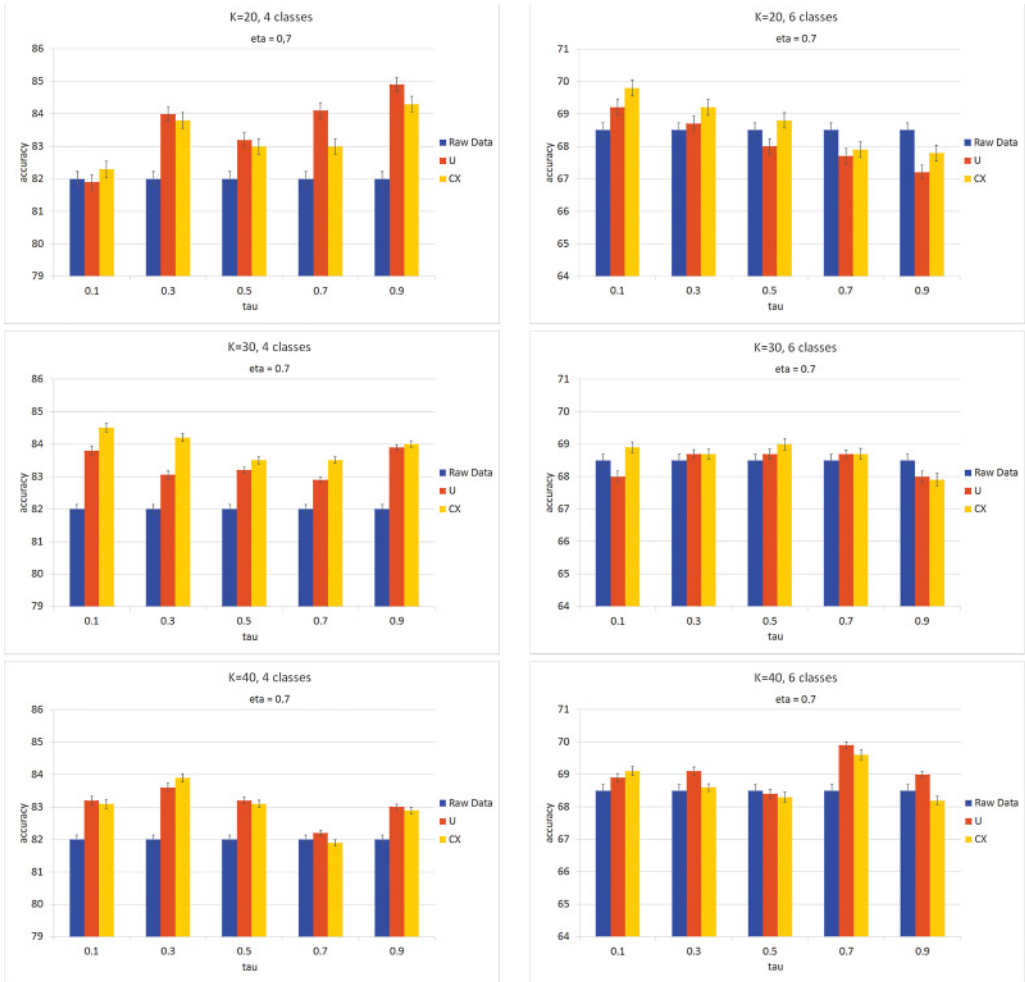 K=20, 4 classes
eta = 0,7
86
85
84
83
82
81
80
79
accuracy
0.1 0.3 0.5 0.7 0.9
tau
Raw Data
U
CX
K=20, 6 classes
eta = 0.7
71
70
69
68
67
66
65
64
accuracy
0.1 0.3 0.5 0.7 0.9
tau
Raw Data
U
CX
K=30, 4 classes
eta = 0.7
86
85
84
83
82
81
80
79
accuracy
0.1 0.3 0.5 0.7 0.9
tau
Raw Data
U
CX
K=30, 6 classes
eta = 0.7
71
70
69
68
67
66
65
64
accuracy
0.1 0.3 0.5 0.7 0.9
tau
Raw Data
U
CX
K=40, 4 classes
eta = 0.7
86
85
84
83
82
81
80
79
accuracy
0.1 0.3 0.5 0.7 0.9
tau
Raw Data
U
CX
K=40, 6 classes
eta = 0.7
71
70
69
68
67
66
65
64
accuracy
0.1 0.3 0.5 0.7 0.9
tau
Raw Data
U
CX